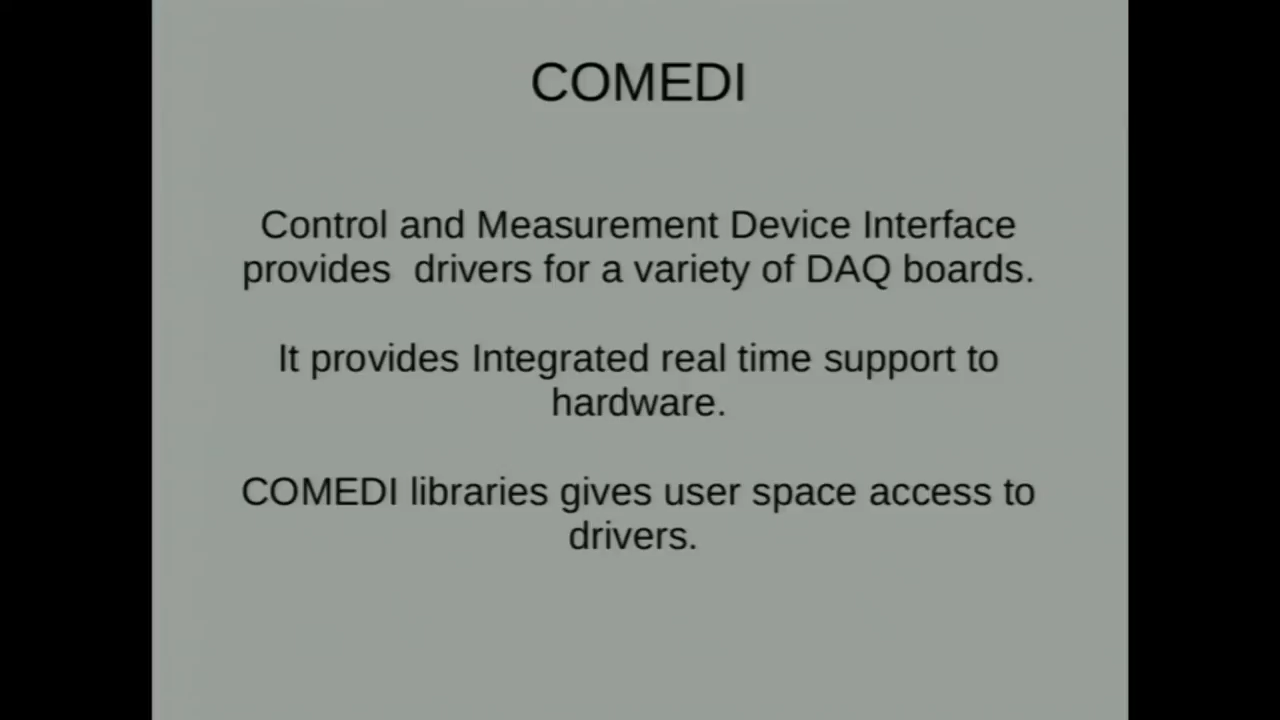 COMEDI
Control and Measurement Device Interface
provides  drivers for a variety of DAQ boards.
It provides Integrated real time support to
hardware.
COMEDI libraries gives user space access to
drivers.